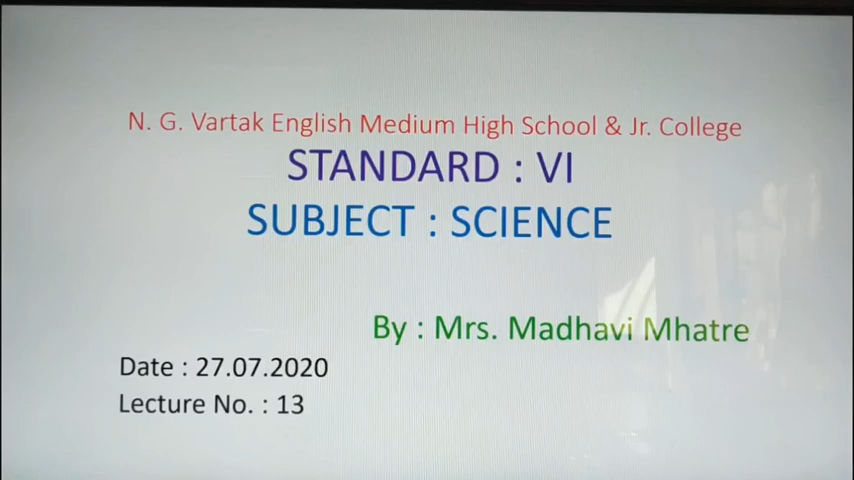 N. G. Vartak English Medium High School & Jr. College
STANDARD : VI
SUBJECT : SCIENCE
By : Mrs. Madhavi Mhatre
Date : 27.07.2020
Lecture No. : 13